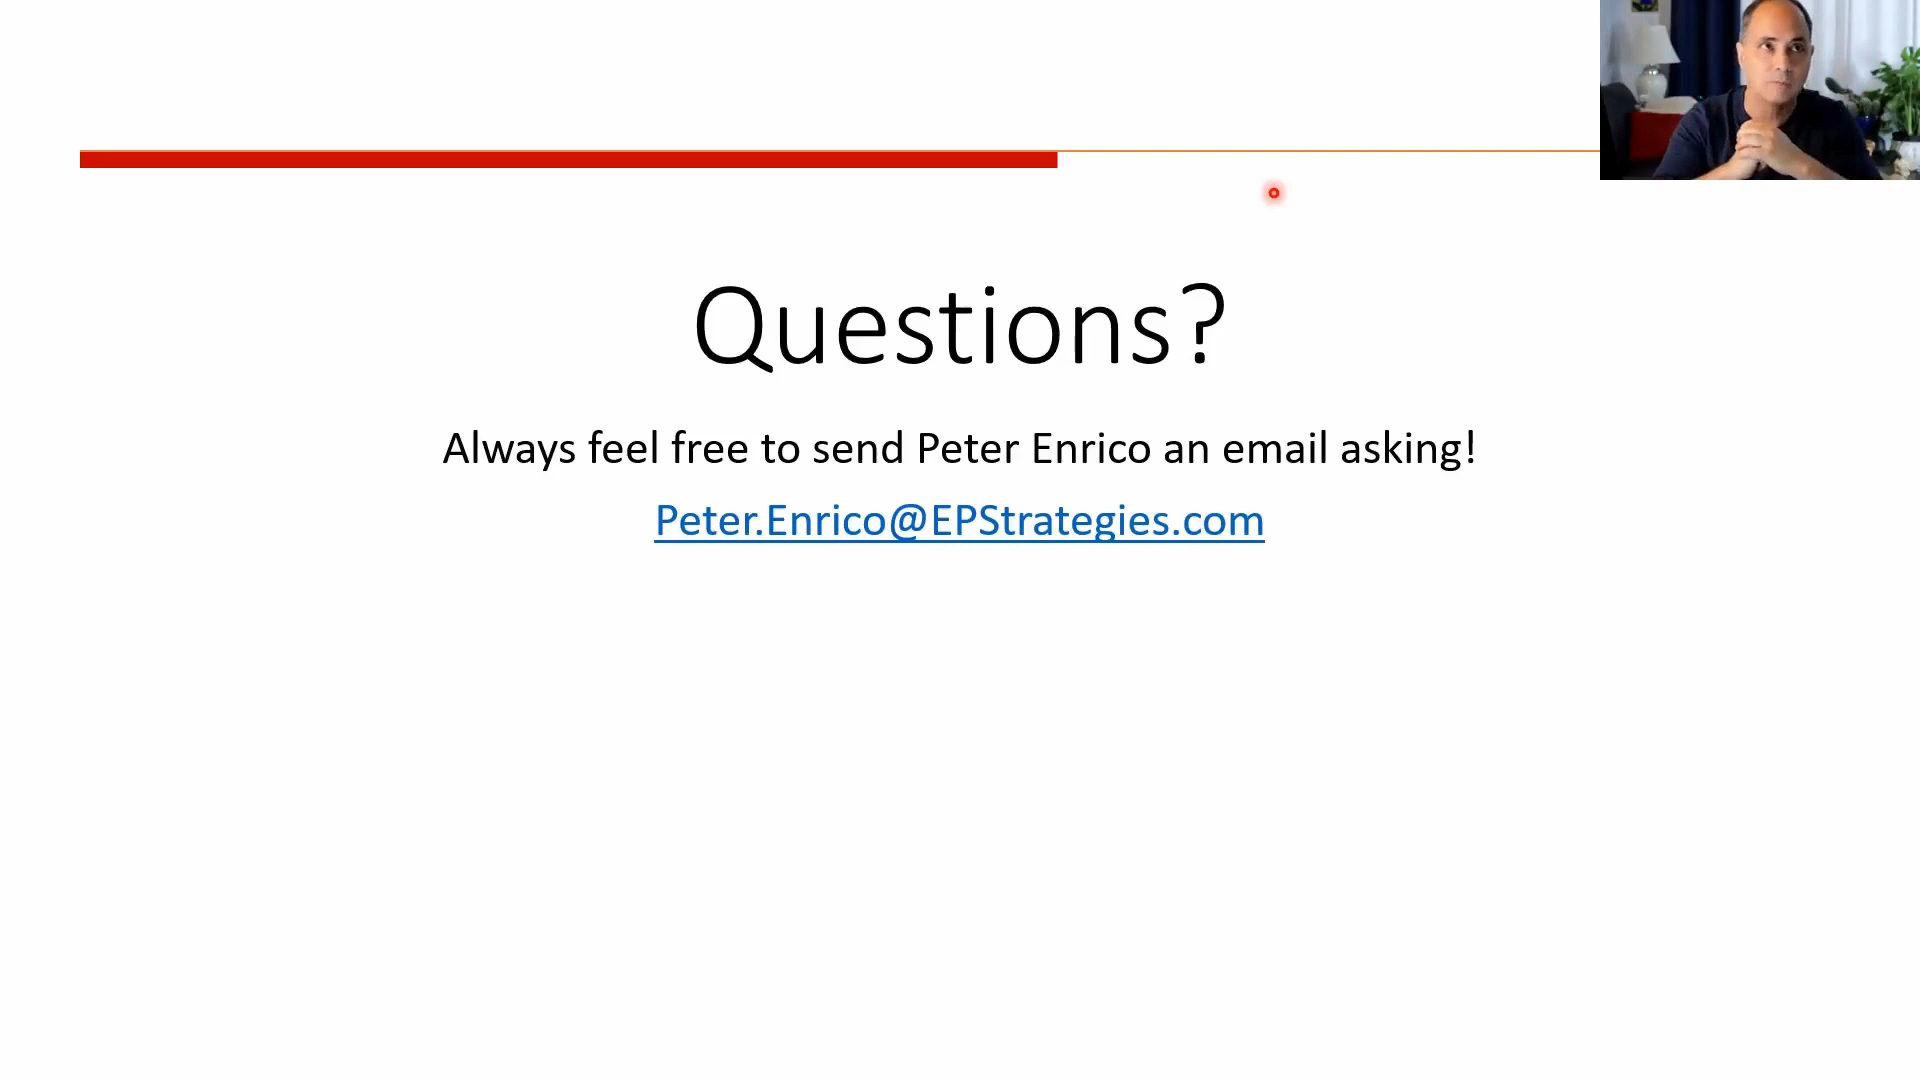 Questions?
Always feel free to send Peter Enrico an email asking!
Peter.Enrico@EPStrategies.com